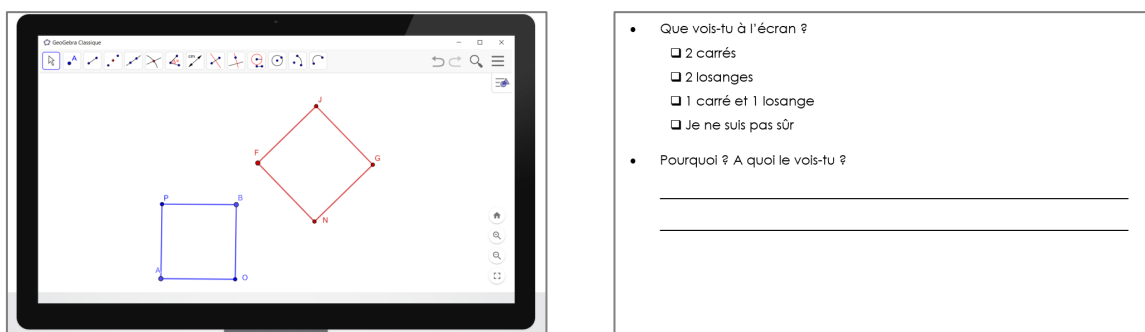 GeoGebra Classique
A
cm
J
F
G
P
B
N
A
O
• Que vois-tu à l'écran ?
❑ 2 carrés
❑ 2 losanges
❑ 1 carré et 1 losange
❑ Je ne suis pas sûr
• Pourquoi ? A quoi le vois-tu ?